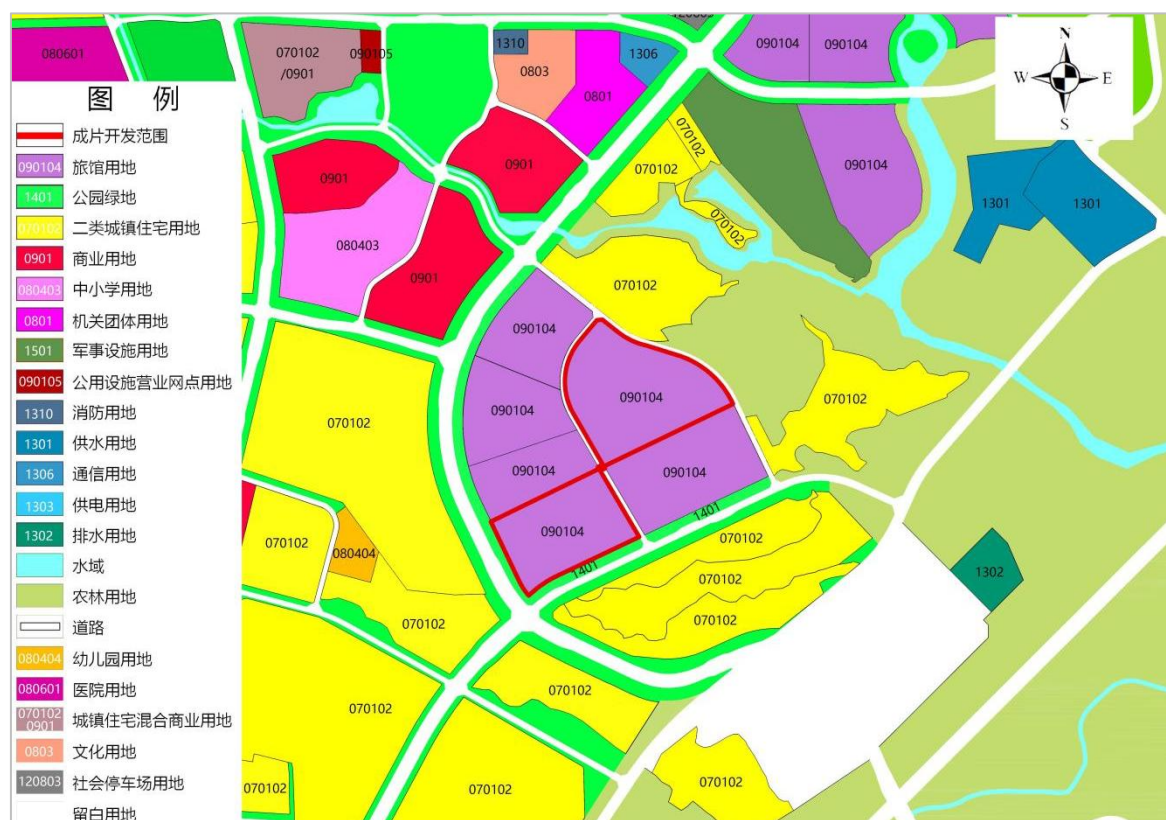 图 例
成片开发范围
090104 旅馆用地
1401 公园绿地
070102 二类城镇住宅用地
0901 商业用地
080403 中小学用地
0801 机关团体用地
1501 军事设施用地
090105 公用设施营业网点用地
1310 消防用地
1301 供水用地
1306 通信用地
1303 供电用地
1302 排水用地
水域
农林用地
道路
080404 幼儿园用地
080601 医院用地
070102
0901
城镇住宅混合商业用地
0803 文化用地
120803 社会停车场用地
留白用地
N
W E
S
080601
070102
/0901
090105
1310
0803
0801
1306
120803
090104
090104
0901
0901
080403
0901
070102
070102
070102
090104
1301
1301
070102
090104
090104
090104
090104
090104
090104
1401
1401
070102
070102
070102
080404
070102
070102
070102
070102
1302
070102
070102
070102
070102
070102